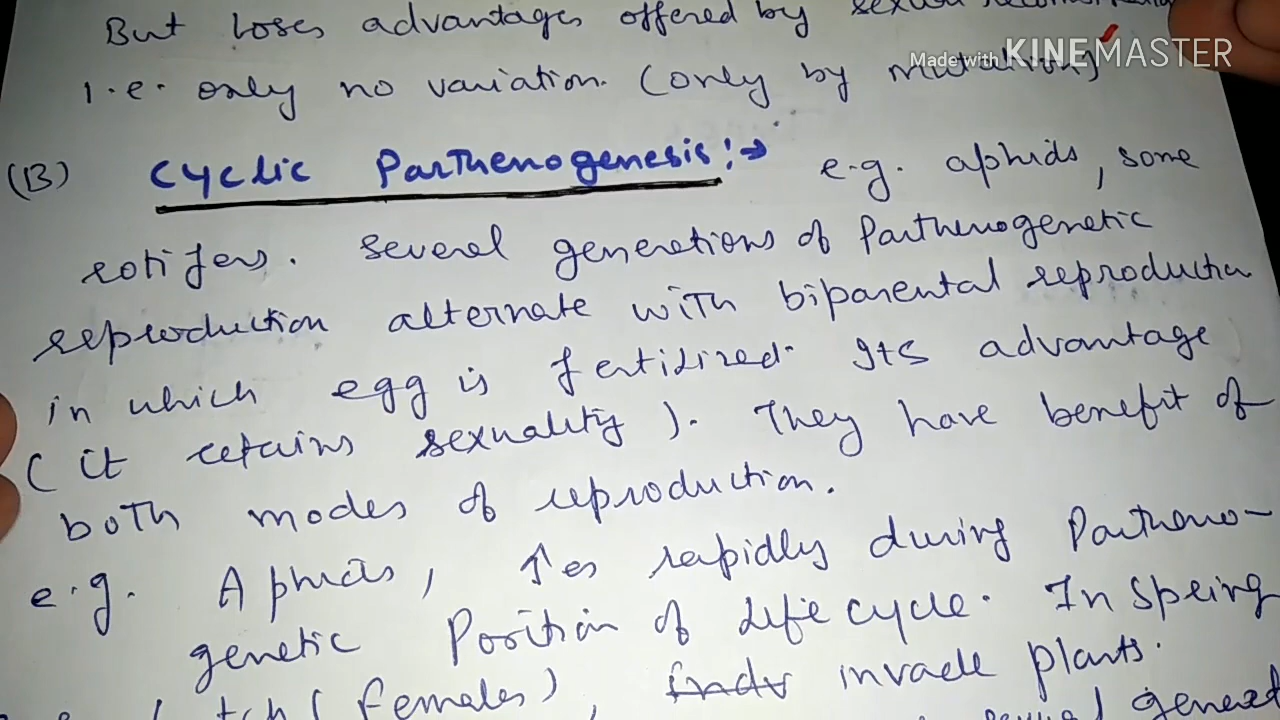 But loses advantages offered by sexual
Made with KINEMASTER
i.e. only no variation. (only by mutations)
(B) Cyclic Parthenogenesis:→ e.g. aphids, some
rotifers. Several generations of Parthenogenetic
reproduction alternate with biparental reproduction
in which egg is fertilized. Its advantage
(it retains sexuality). They have benefit of
both modes of reproduction.
e.g. Aphids, ↑es rapidly during Partheno-
genetic Portion of life cycle. In Spring
(females), invade plants.